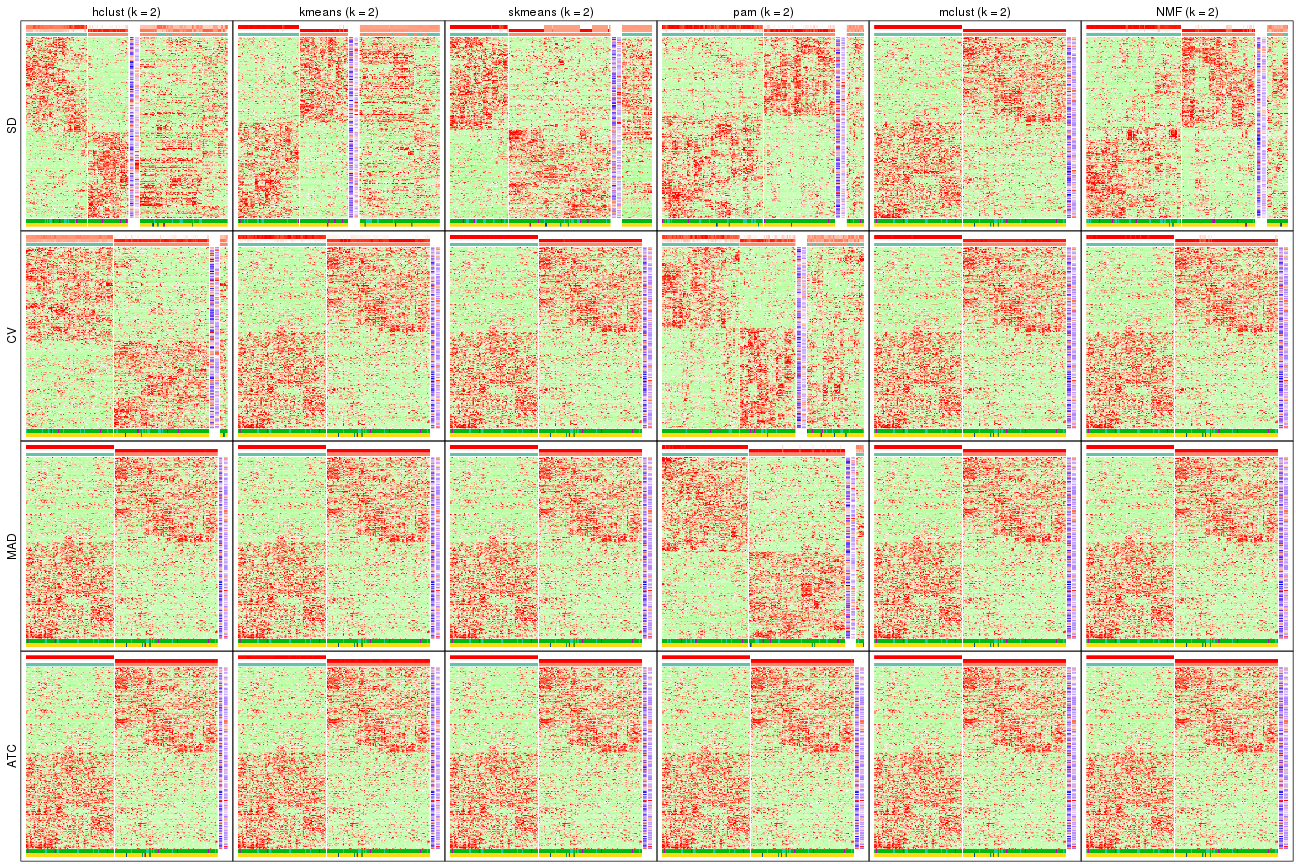 hclust (k = 2)
kmeans (k = 2)
skmeans (k = 2)
pam (k = 2)
mclust (k = 2)
NMF (k = 2)
SD
CV
MAD
ATC